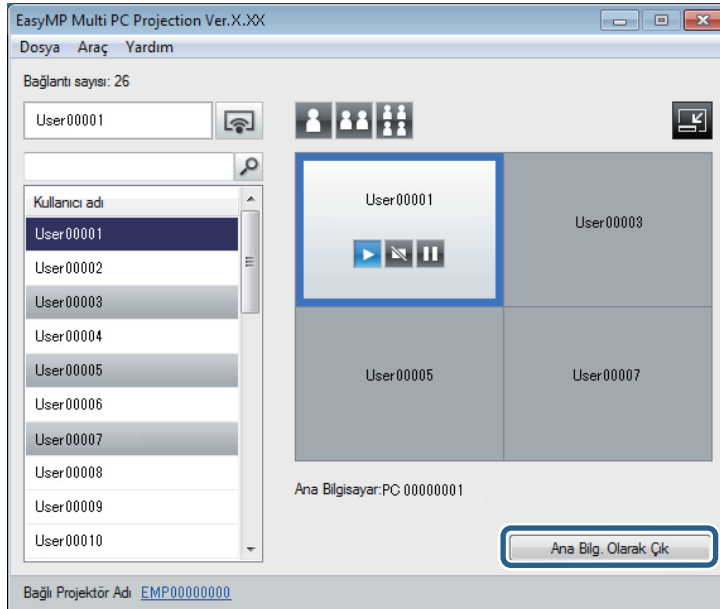 EasyMP Multi PC Projection Ver.X.XX
Dosya Araç Yardım
Bağlantı sayısı: 26
User00001
Kullanıcı adı
User00001
User00002
User00003
User00004
User00005
User00006
User00007
User00008
User00009
User00010
User00001
User00003
User00005
User00007
Ana Bilgisayar:PC 00000001
Ana Bilg. Olarak Çık
Bağlı Projektör Adı EMP00000000